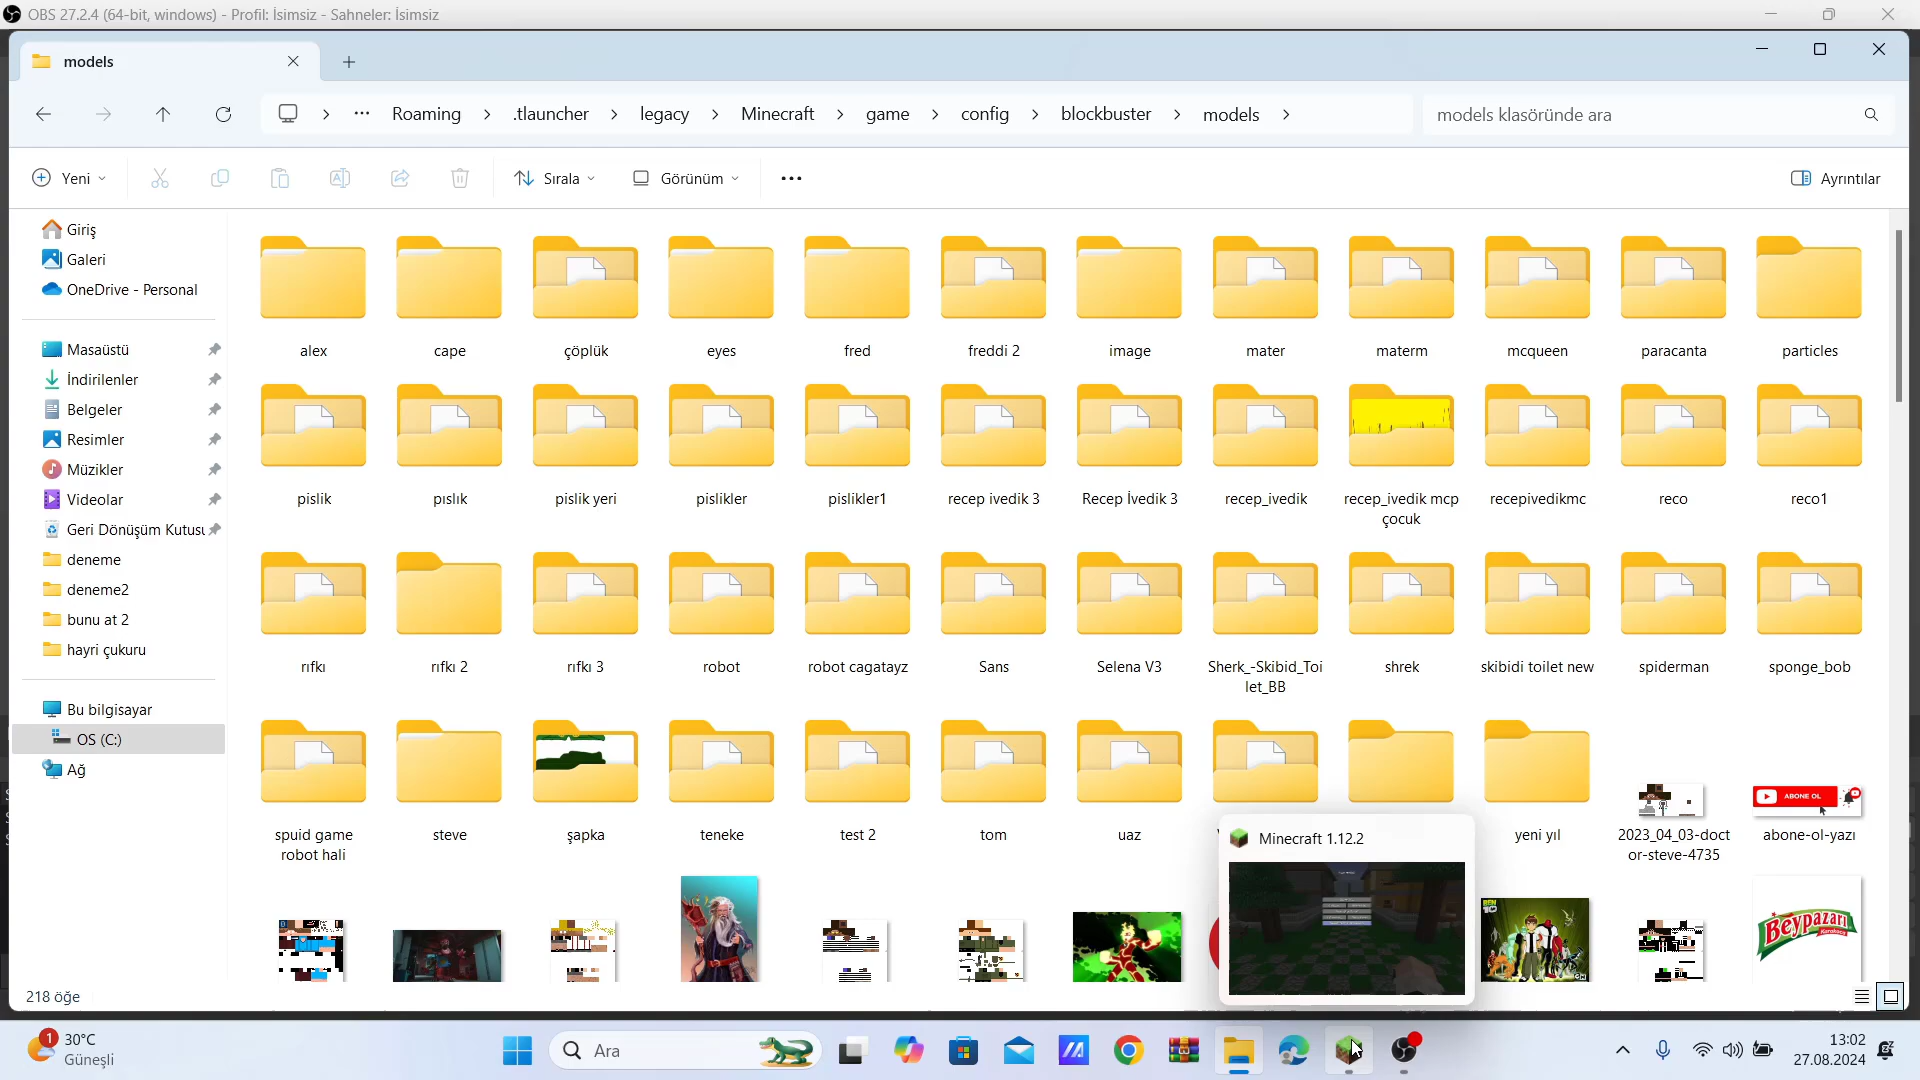 OBS 27.2.4 (64-bit, windows) - Profil: İsimsiz - Sahneler: İsimsiz
models
Roaming
.tlauncher
legacy
Minecraft
game
config
blockbuster
models
models klasöründe ara
Yeni
Sırala
Görünüm
Ayrıntılar
Giriş
Galeri
OneDrive - Personal
Masaüstü
İndirilenler
Belgeler
Resimler
Müzikler
Videolar
Geri Dönüşüm Kutusu
deneme
deneme2
bunu at 2
hayri çukuru
Bu bilgisayar
OS (C:)
Ağ
alex cape çöplük eyes fred freddi 2 image mater materm mcqueen paracanta particles
pislik pıslık pislik yeri pislikler pislikler1 recep ivedik 3 Recep İvedik 3 recep_ivedik recep_ivedik mcp recepivedikmc reco reco1
çocuk
rıfkı rıfkı 2 rıfkı 3 robot robot cagatayz Sans Selena V3 Sherk_-Skibid_Toi shrek skibidi toilet new spiderman sponge_bob
let_BB
ABONE OL
spuid game steve şapka teneke test 2 tom uaz yeni yıl 2023_04_03-doct abone-ol-yazı
robot hali or-steve-4735
Minecraft 1.12.2
BEN 10
Beypazarı
Karakoca
218 öğe
1
30°C
Güneşli
Ara
13:02
27.08.2024